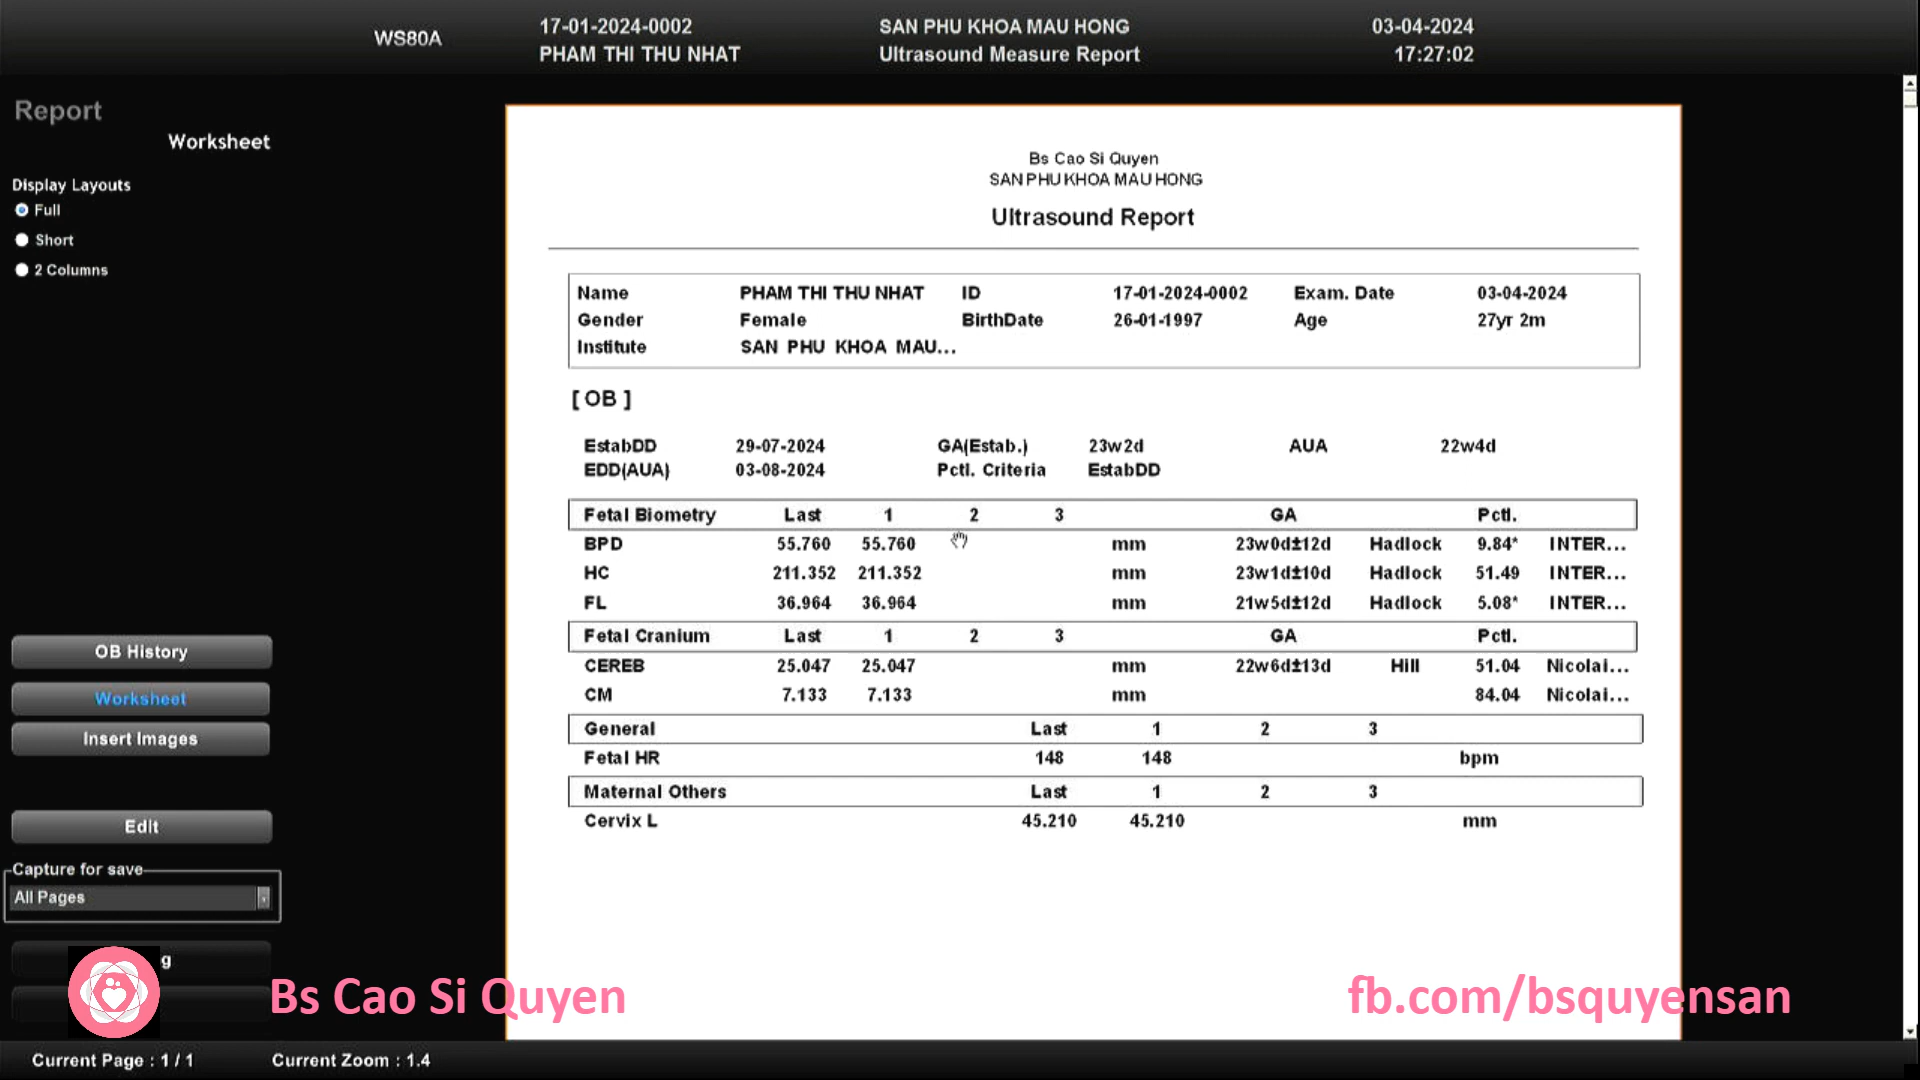 WS80A
17-01-2024-0002
PHAM THI THU NHAT
SAN PHU KHOA MAU HONG
Ultrasound Measure Report
03-04-2024
17:27:02
Report
Worksheet
Display Layouts
Full
Short
2 Columns
OB History
Worksheet
Insert Images
Edit
Capture for save
All Pages
g
Bs Cao Si Quyen
SAN PHU KHOA MAU HONG
Ultrasound Report
Name PHAM THI THU NHAT ID 17-01-2024-0002 Exam. Date 03-04-2024
Gender Female BirthDate 26-01-1997 Age 27yr 2m
Institute SAN PHU KHOA MAU...
[ OB ]
EstabDD 29-07-2024 GA(Estab.) 23w2d AUA 22w4d
EDD(AUA) 03-08-2024 Pctl. Criteria EstabDD
Fetal Biometry Last 1 2 3 GA Pctl.
BPD 55.760 55.760 mm 23w0d±12d Hadlock 9.84* INTER...
HC 211.352 211.352 mm 23w1d±10d Hadlock 51.49 INTER...
FL 36.964 36.964 mm 21w5d±12d Hadlock 5.08* INTER...
Fetal Cranium Last 1 2 3 GA Pctl.
CEREB 25.047 25.047 mm 22w6d±13d Hill 51.04 Nicolai...
CM 7.133 7.133 mm 84.04 Nicolai...
General Last 1 2 3
Fetal HR 148 148 bpm
Maternal Others Last 1 2 3
Cervix L 45.210 45.210 mm
Bs Cao Si Quyen
fb.com/bsquyensan
Current Page : 1 / 1
Current Zoom : 1.4